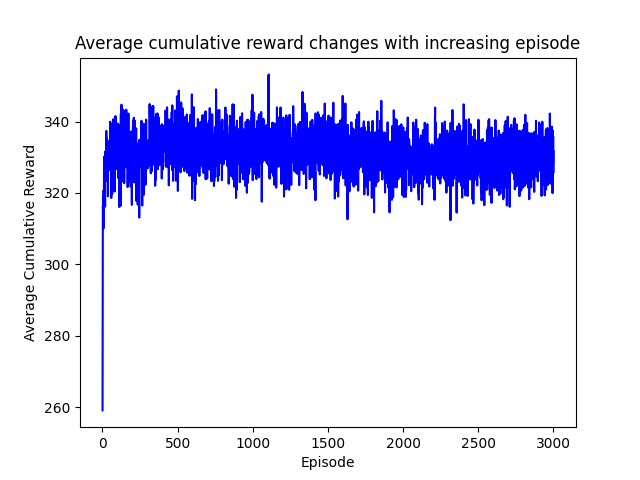 Average cumulative reward changes with increasing episode
Average Cumulative Reward
340
320
300
280
260
0 500 1000 1500 2000 2500 3000
Episode